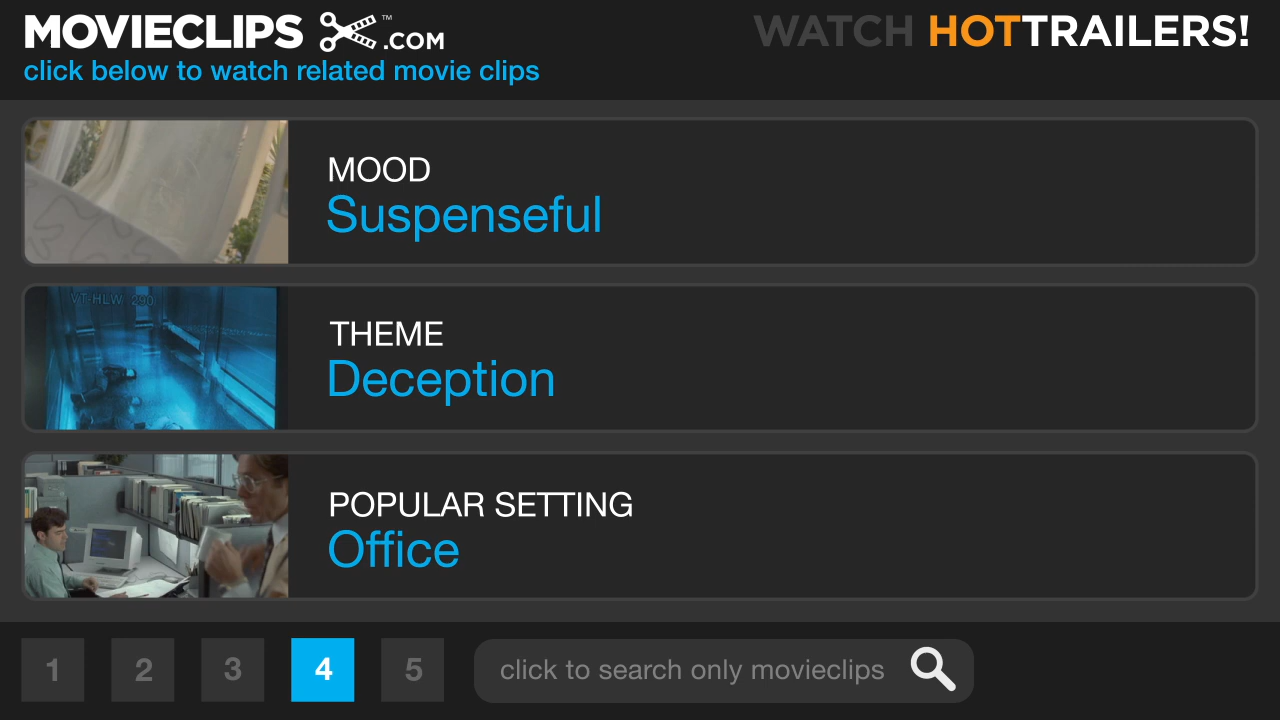 MOVIECLIPS ™ .COM
WATCH HOTTRAILERS!
click below to watch related movie clips
MOOD
Suspenseful
VT-HLW 290
THEME
Deception
POPULAR SETTING
Office
1 2 3 4 5 click to search only movieclips